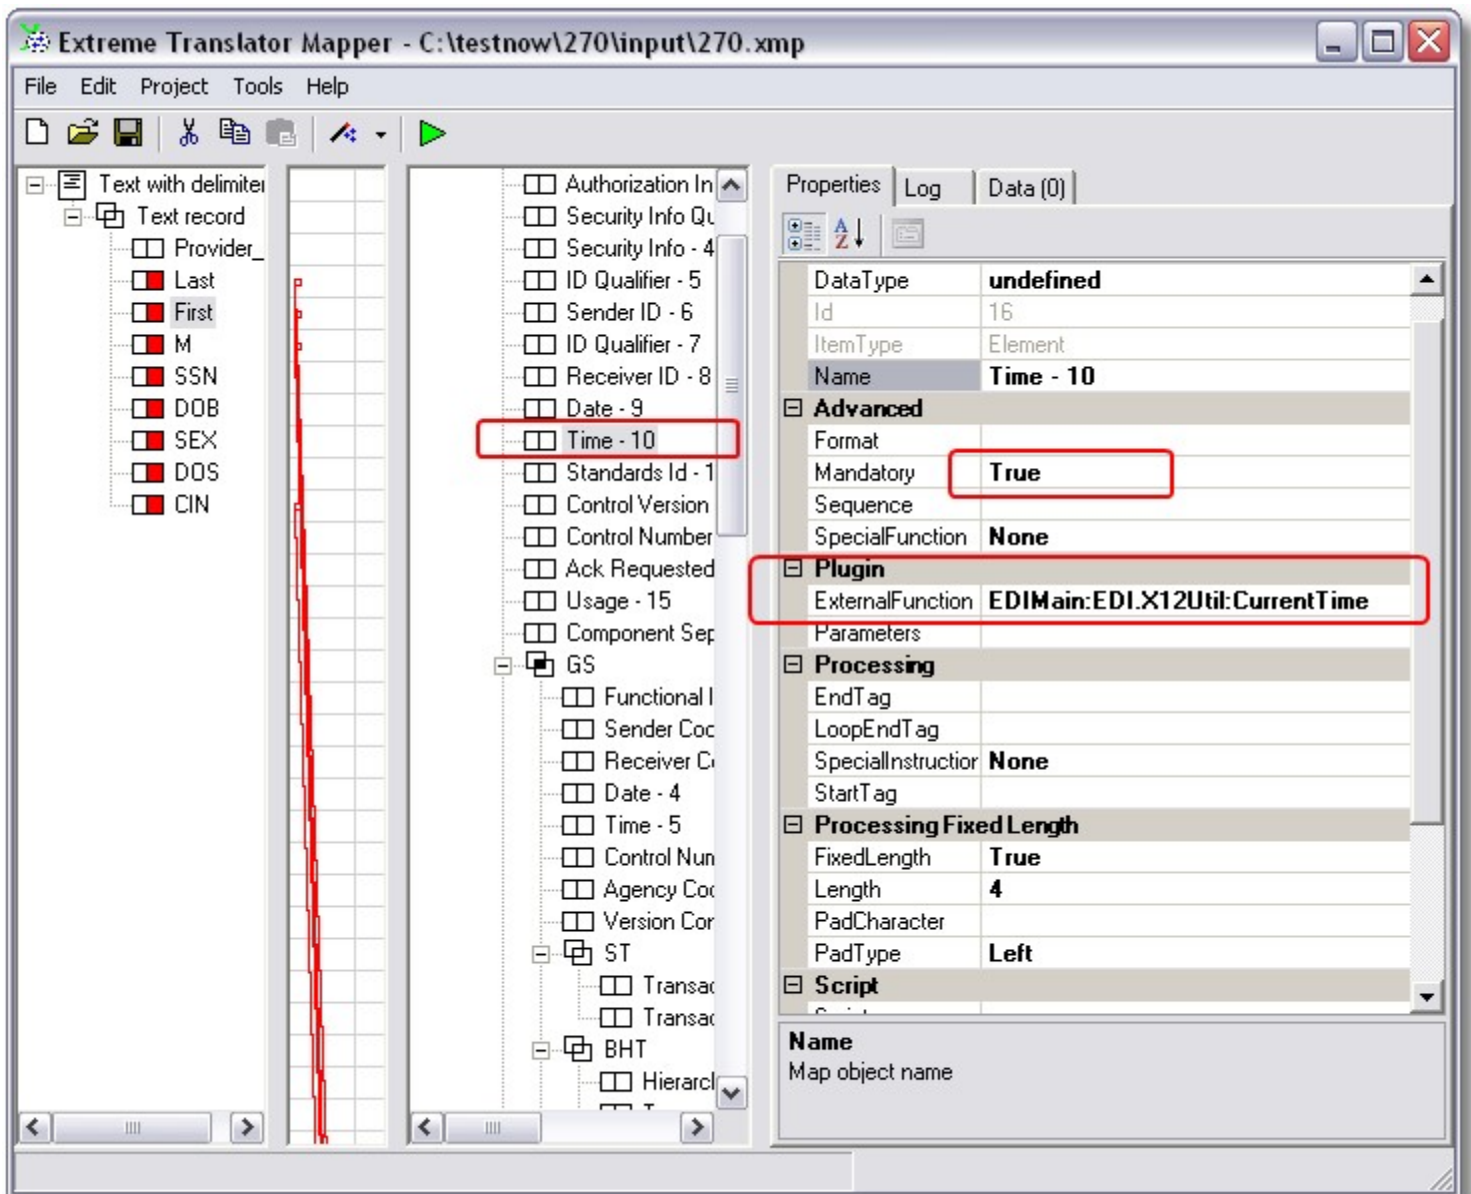 Extreme Translator Mapper - C:\testnow\270\input\270.xmp
File Edit Project Tools Help
Text with delimiter
Text record
Provider_
Last
First
M
SSN
DOB
SEX
DOS
CIN
Authorization In
Security Info Qu
Security Info - 4
ID Qualifier - 5
Sender ID - 6
ID Qualifier - 7
Receiver ID - 8
Date - 9
Time - 10
Standards Id - 1
Control Version
Control Number
Ack Requested
Usage - 15
Component Sep
GS
Functional I
Sender Coc
Receiver C
Date - 4
Time - 5
Control Num
Agency Coc
Version Cor
ST
Transac
Transac
BHT
Hierarcl
Properties Log Data (0)
DataType undefined
Id 16
ItemType Element
Name Time - 10
Advanced
Format
Mandatory True
Sequence
SpecialFunction None
Plugin
ExternalFunction EDIMain:EDI.X12Util:CurrentTime
Parameters
Processing
EndTag
LoopEndTag
SpecialInstruction None
StartTag
Processing Fixed Length
FixedLength True
Length 4
PadCharacter
PadType Left
Script
Name
Map object name